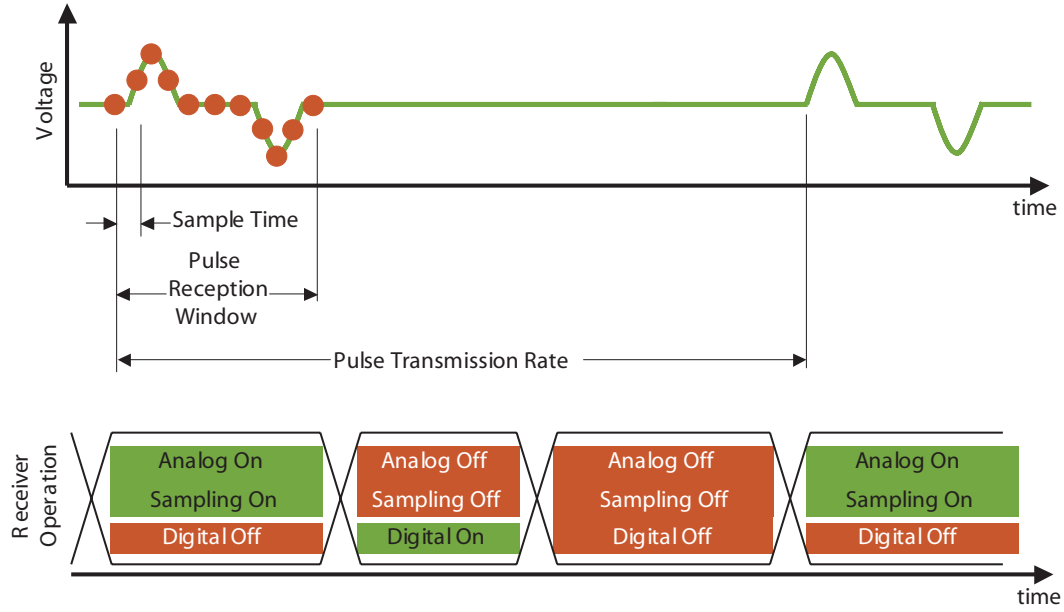 Voltage
time
Sample Time
Pulse
Reception
Window
Pulse Transmission Rate
Receiver
Operation
Analog On
Sampling On
Digital Off
Analog Off
Sampling Off
Digital On
Analog Off
Sampling Off
Digital Off
Analog On
Sampling On
Digital Off
time